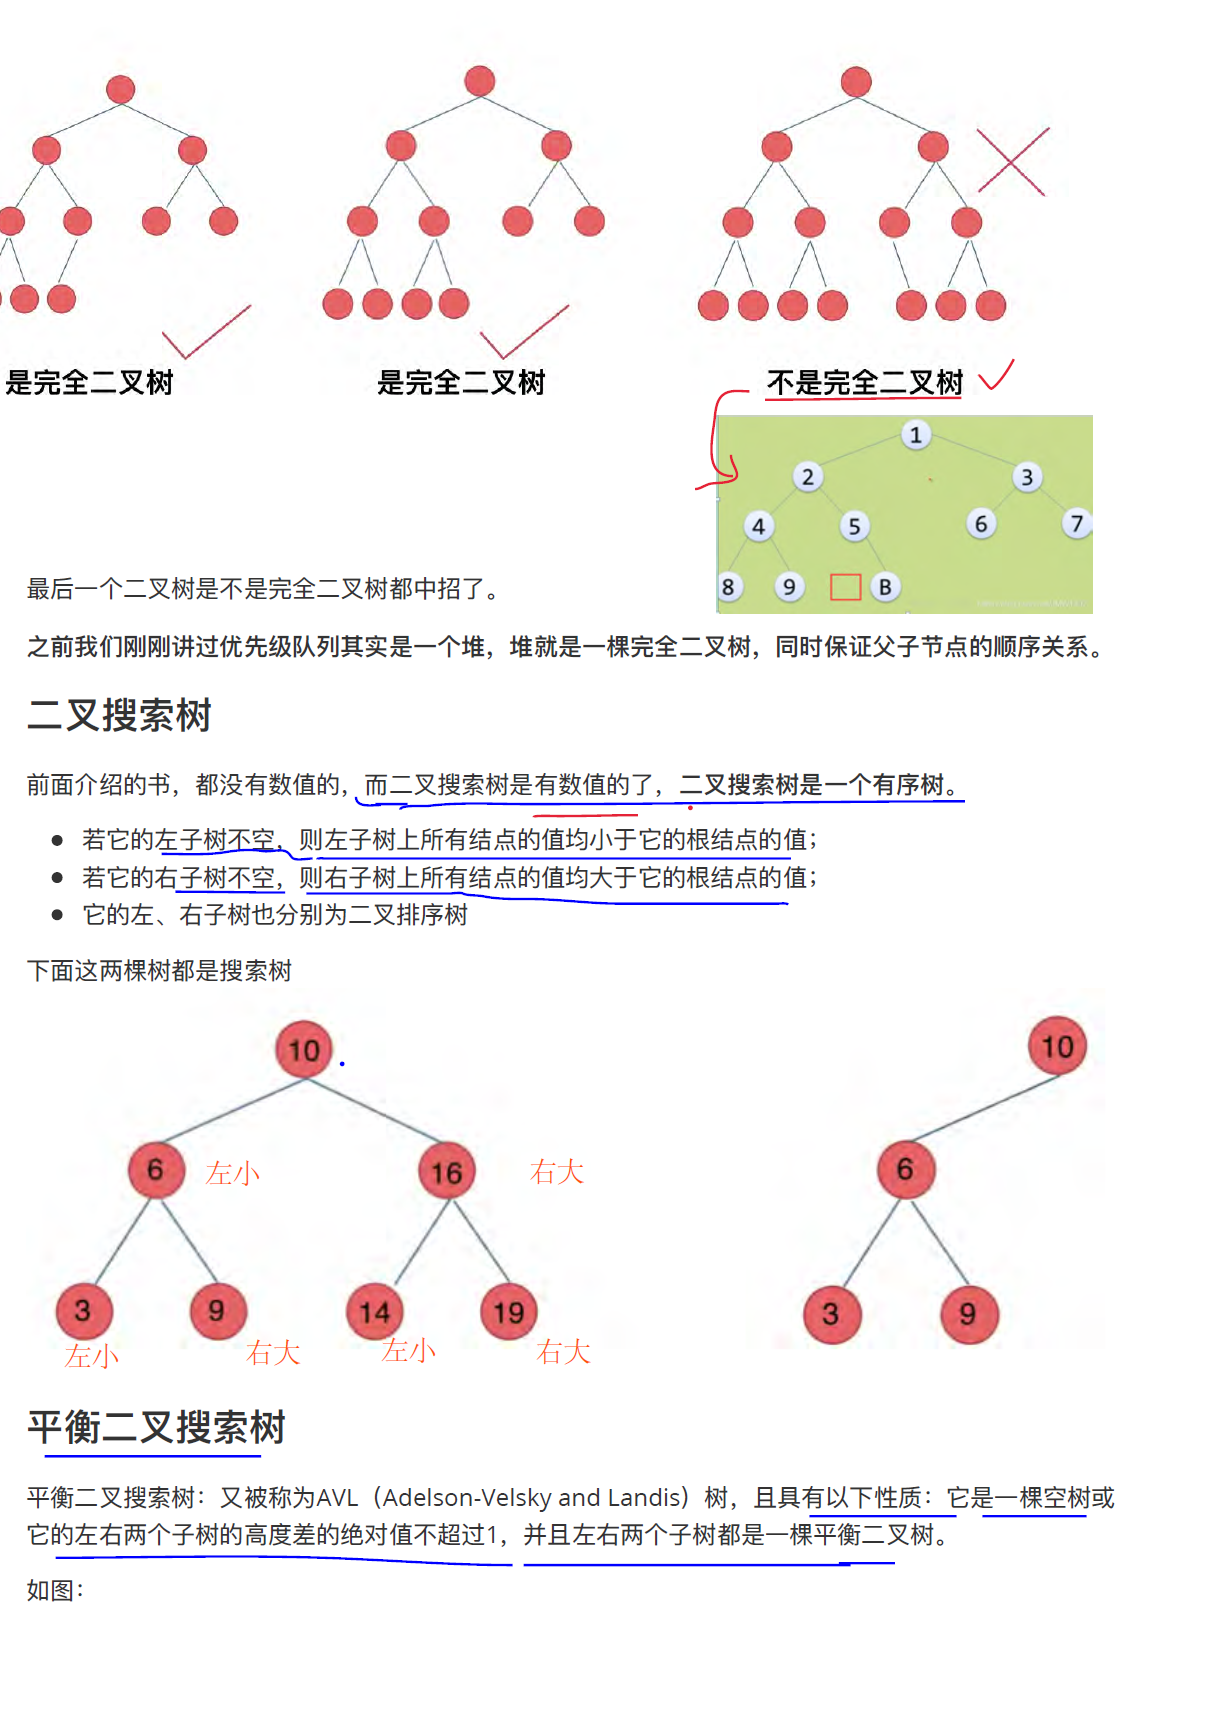 是完全二叉树
是完全二叉树
不是完全二叉树
1
2
3
4
5
6
7
8
9
B
最后一个二叉树是不是完全二叉树都中招了。
之前我们刚刚讲过优先级队列其实是一个堆，堆就是一棵完全二叉树，同时保证父子节点的顺序关系。
二叉搜索树
前面介绍的书，都没有数值的，而二叉搜索树是有数值的了，二叉搜索树是一个有序树。
若它的左子树不空，则左子树上所有结点的值均小于它的根结点的值；
若它的右子树不空，则右子树上所有结点的值均大于它的根结点的值；
它的左、右子树也分别为二叉排序树
下面这两棵树都是搜索树
10
6
左小
16
右大
3
9
14
19
左小
右大
左小
右大
10
6
3
9
平衡二叉搜索树
平衡二叉搜索树：又被称为AVL（Adelson-Velsky and Landis）树，且具有以下性质：它是一棵空树或
它的左右两个子树的高度差的绝对值不超过1，并且左右两个子树都是一棵平衡二叉树。
如图：